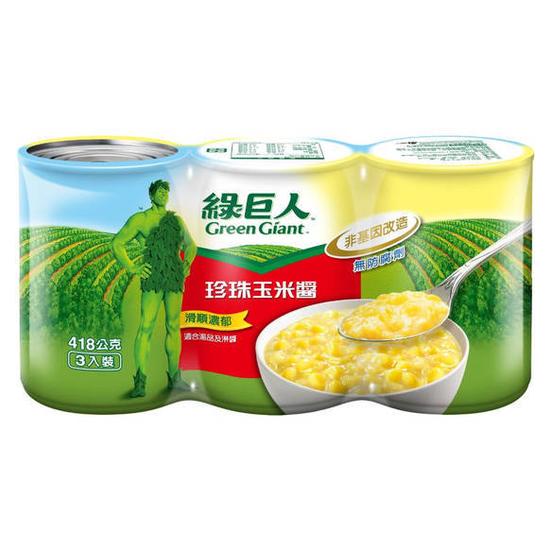 綠巨人
Green Giant™
非基因改造
無防腐劑
珍珠玉米醬
滑順濃郁
適合湯品及淋醬
418公克
3入裝